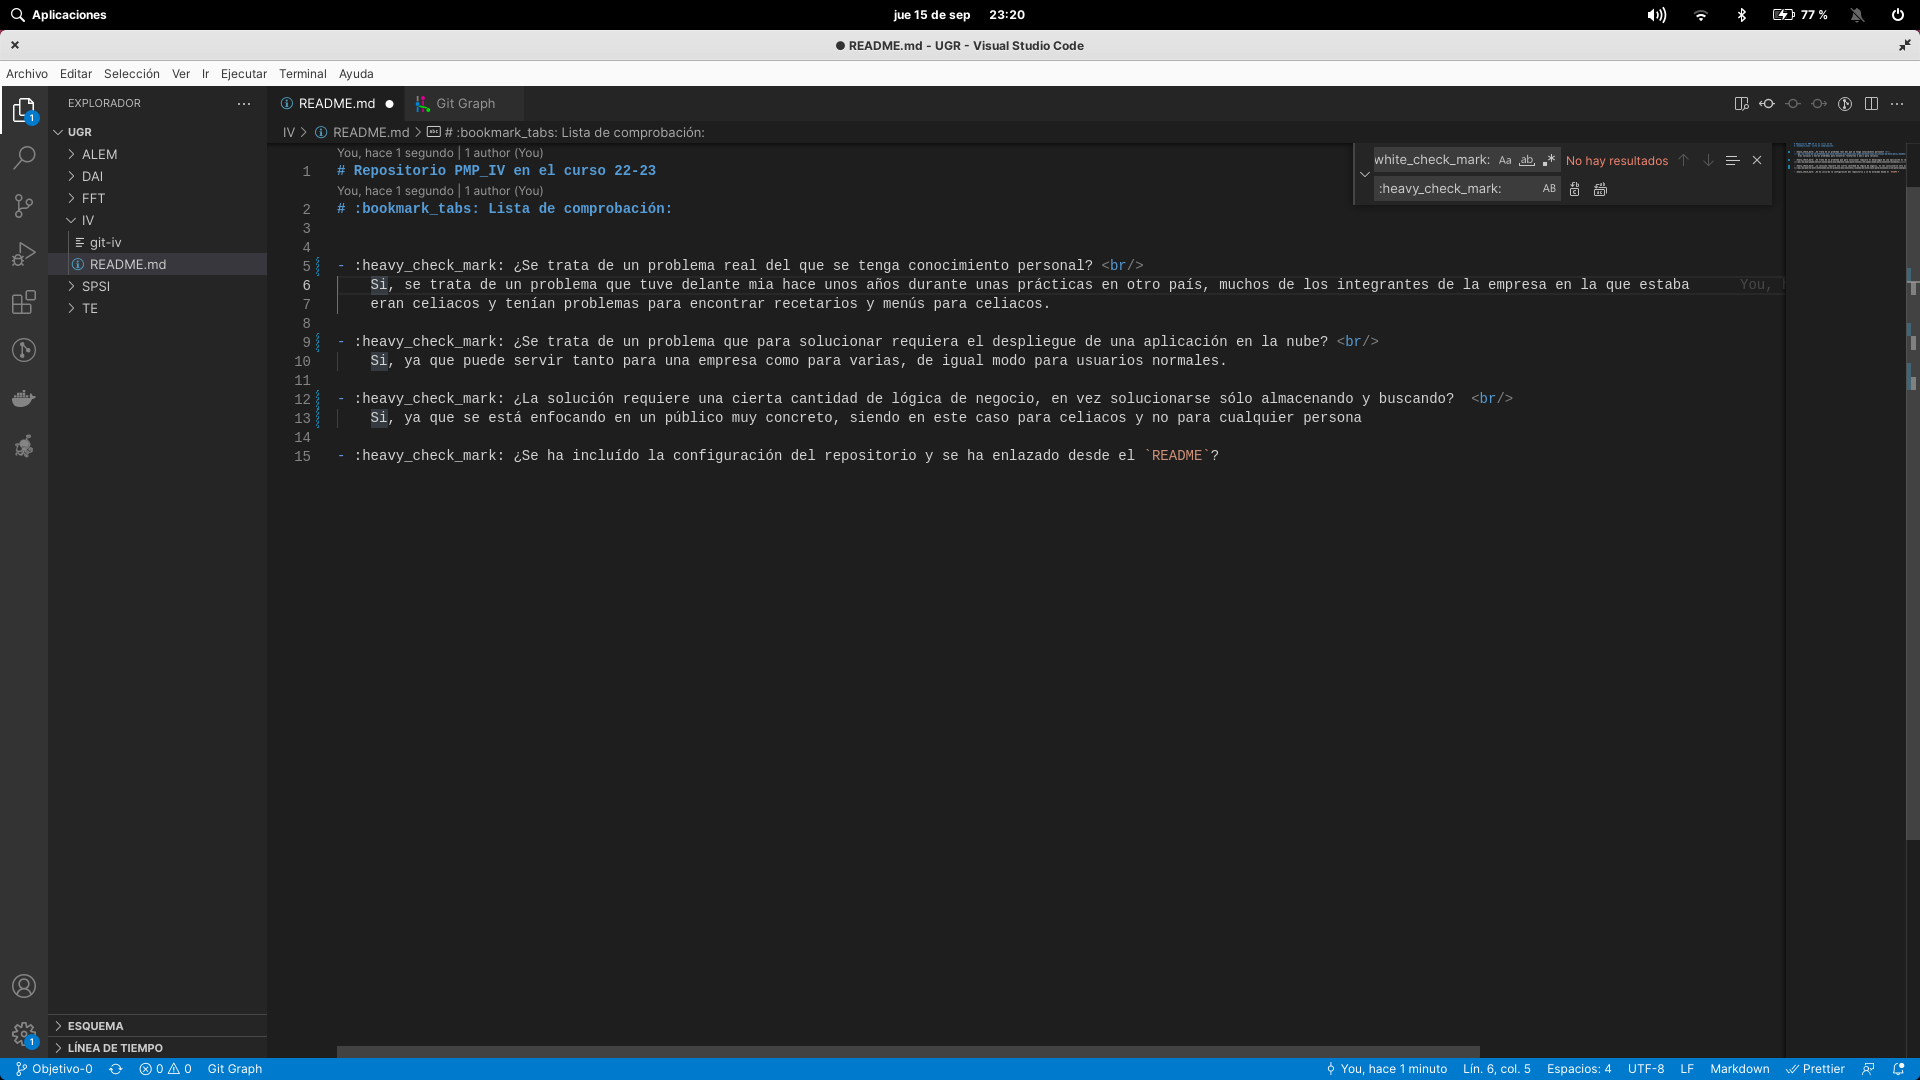 Aplicaciones
jue 15 de sep 23:20
77 %
README.md - UGR - Visual Studio Code
Archivo Editar Selección Ver Ir Ejecutar Terminal Ayuda
EXPLORADOR
README.md
Git Graph
UGR
ALEM
DAI
FFT
IV
git-iv
README.md
SPSI
TE
1
IV > README.md > # :bookmark_tabs: Lista de comprobación:
white_check_mark: Aa ab No hay resultados
:heavy_check_mark: AB
You, hace 1 segundo | 1 author (You)
1 # Repositorio PMP_IV en el curso 22-23
You, hace 1 segundo | 1 author (You)
2 # :bookmark_tabs: Lista de comprobación:
3
4
5 - :heavy_check_mark: ¿Se trata de un problema real del que se tenga conocimiento personal? <br/>
6 Si, se trata de un problema que tuve delante mia hace unos años durante unas prácticas en otro país, muchos de los integrantes de la empresa en la que estaba You,
7 eran celiacos y tenían problemas para encontrar recetarios y menús para celiacos.
8
9 - :heavy_check_mark: ¿Se trata de un problema que para solucionar requiera el despliegue de una aplicación en la nube? <br/>
10 Si, ya que puede servir tanto para una empresa como para varias, de igual modo para usuarios normales.
11
12 - :heavy_check_mark: ¿La solución requiere una cierta cantidad de lógica de negocio, en vez solucionarse sólo almacenando y buscando? <br/>
13 Si, ya que se está enfocando en un público muy concreto, siendo en este caso para celiacos y no para cualquier persona
14
15 - :heavy_check_mark: ¿Se ha incluído la configuración del repositorio y se ha enlazado desde el `README`?
ESQUEMA
LÍNEA DE TIEMPO
1
Objetivo-0 0 0 Git Graph
You, hace 1 minuto Lín. 6, col. 5 Espacios: 4 UTF-8 LF Markdown Prettier